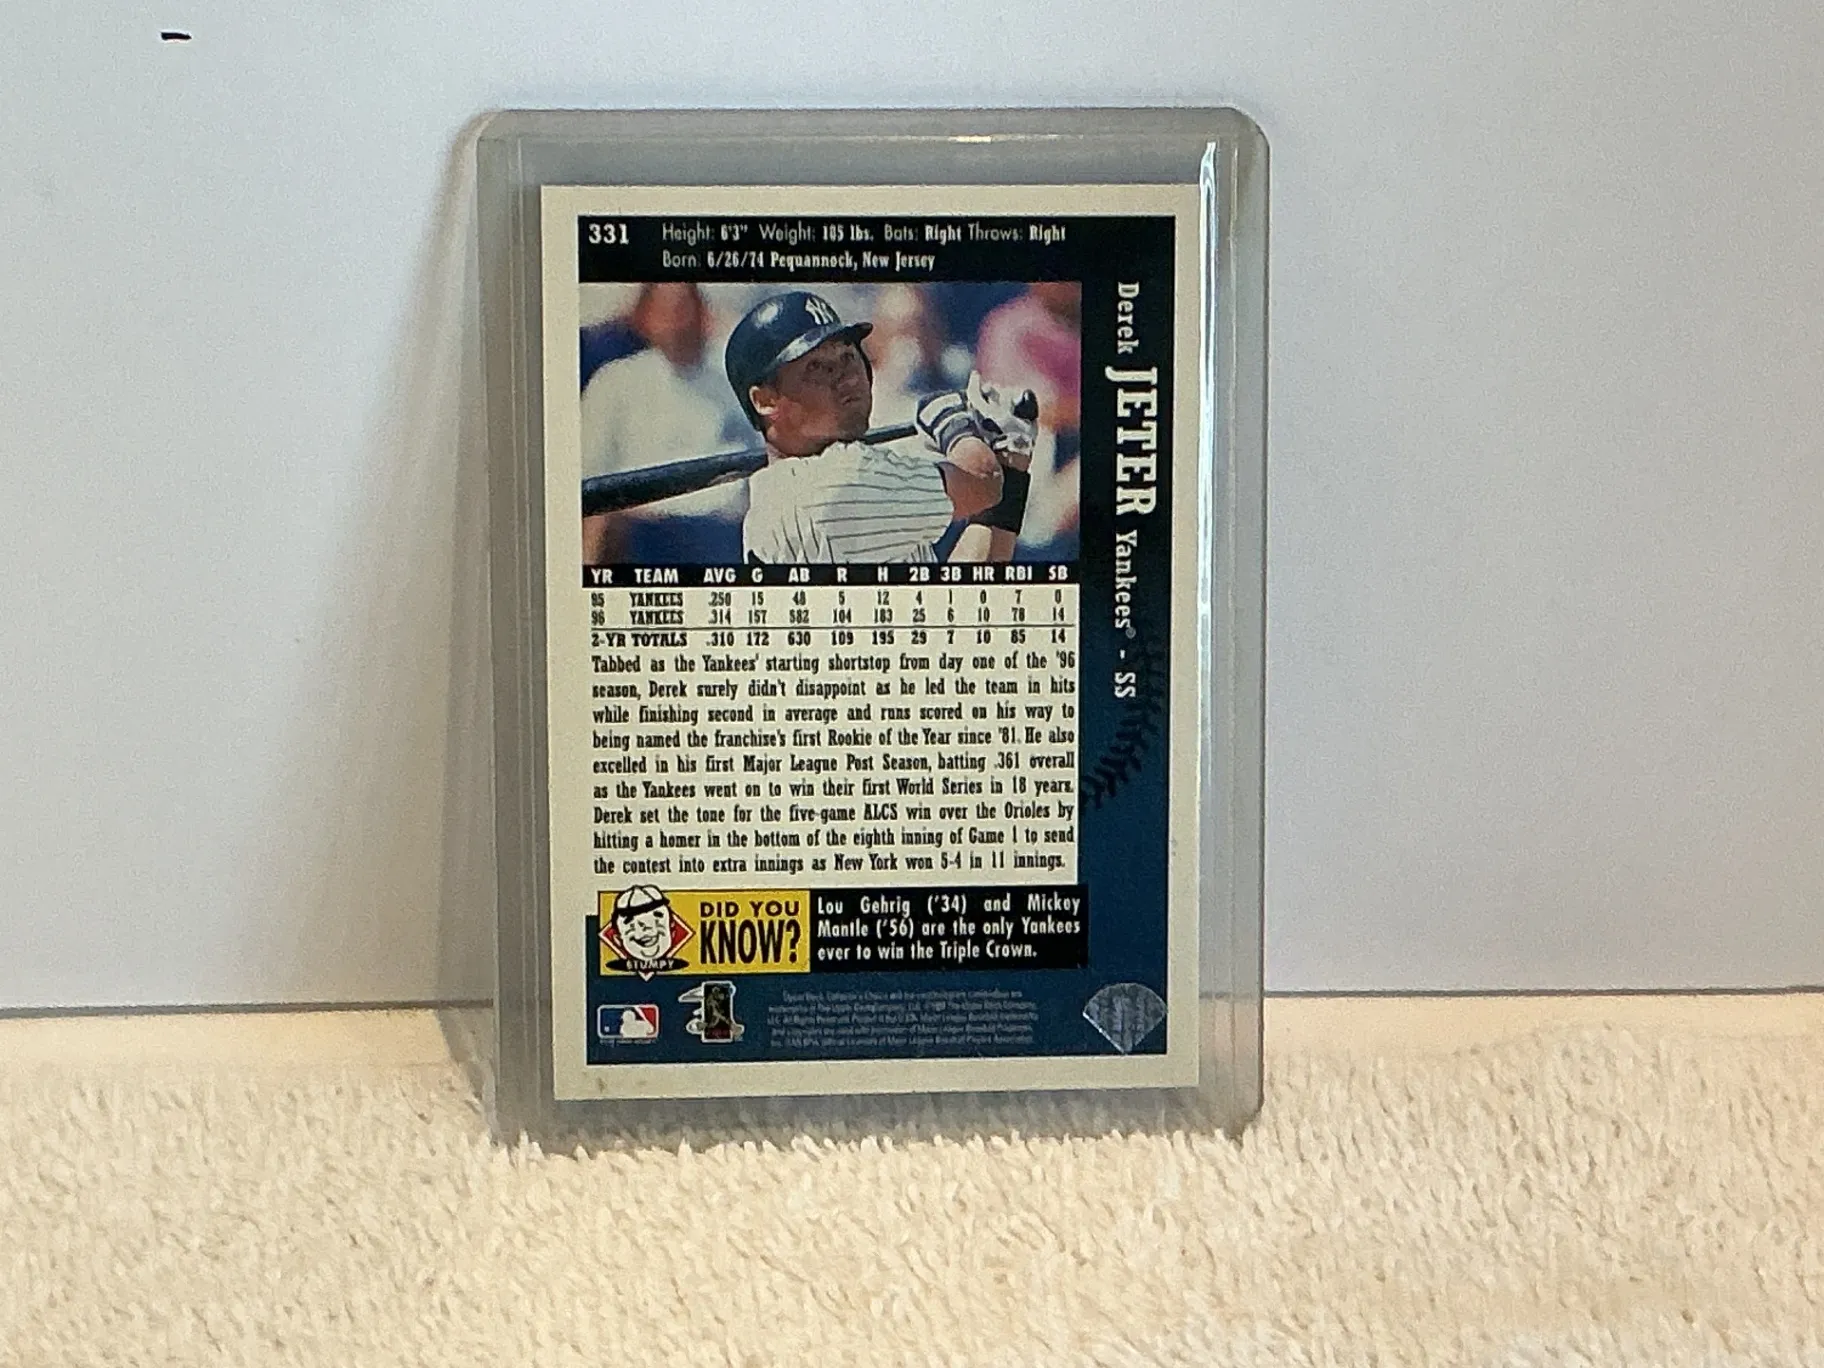 331 Height: 6'3" Weight: 185 lbs. Bats: Right Throws: Right
Born: 6/26/74 Pequannock, New Jersey
Derek JETER Yankees® - SS
YR TEAM AVG G AB R H 2B 3B HR RBI SB
95 YANKEES .250 15 48 5 12 4 1 0 7 0
96 YANKEES .314 157 582 104 183 25 6 10 78 14
2-YR TOTALS .310 172 630 109 195 29 7 10 85 14
Tabbed as the Yankees' starting shortstop from day one of the '96
season, Derek surely didn't disappoint as he led the team in hits
while finishing second in average and runs scored on his way to
being named the franchise's first Rookie of the Year since '81. He also
excelled in his first Major League Post Season, batting .361 overall
as the Yankees went on to win their first World Series in 18 years.
Derek set the tone for the five-game ALCS win over the Orioles by
hitting a homer in the bottom of the eighth inning of Game 1 to send
the contest into extra innings as New York won 5-4 in 11 innings.
STUMPY
DID YOU
KNOW?
Lou Gehrig ('34) and Mickey
Mantle ('56) are the only Yankees
ever to win the Triple Crown.